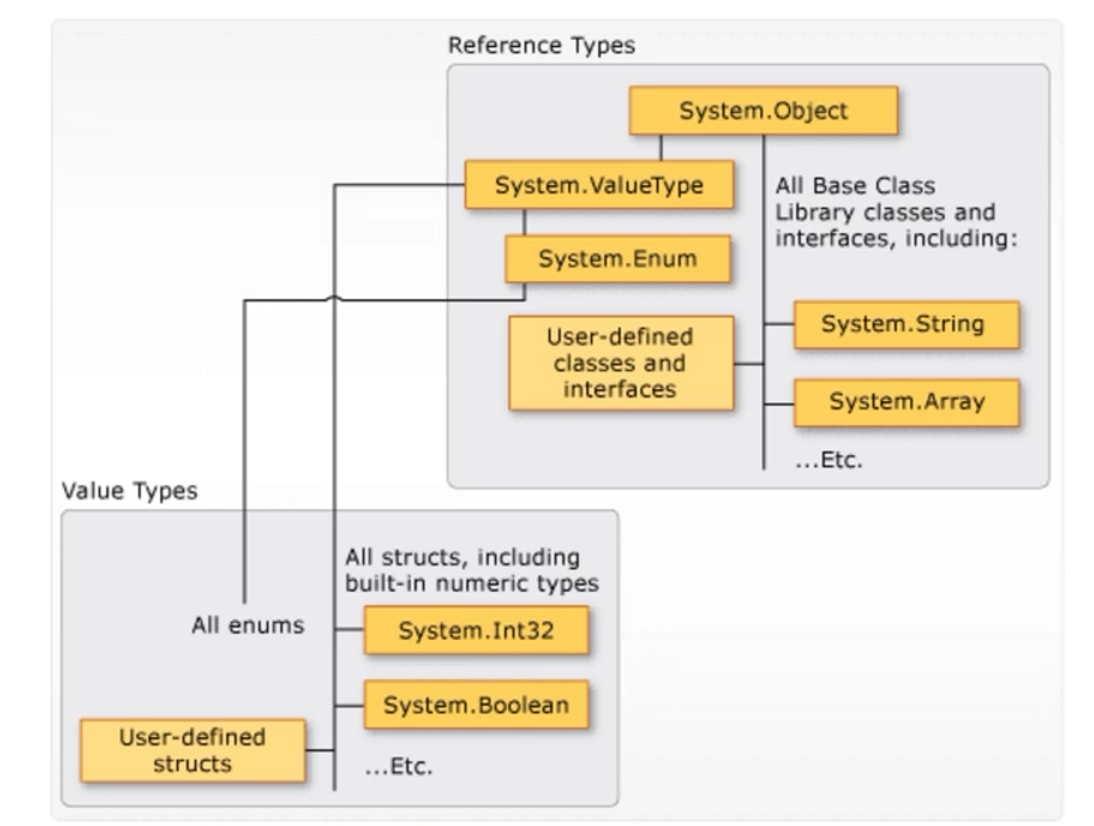 Reference Types
System.Object
System.ValueType
All Base Class
Library classes and
interfaces, including:
System.Enum
System.String
User-defined
classes and
interfaces
System.Array
...Etc.
Value Types
All structs, including
built-in numeric types
All enums
System.Int32
System.Boolean
User-defined
structs
...Etc.